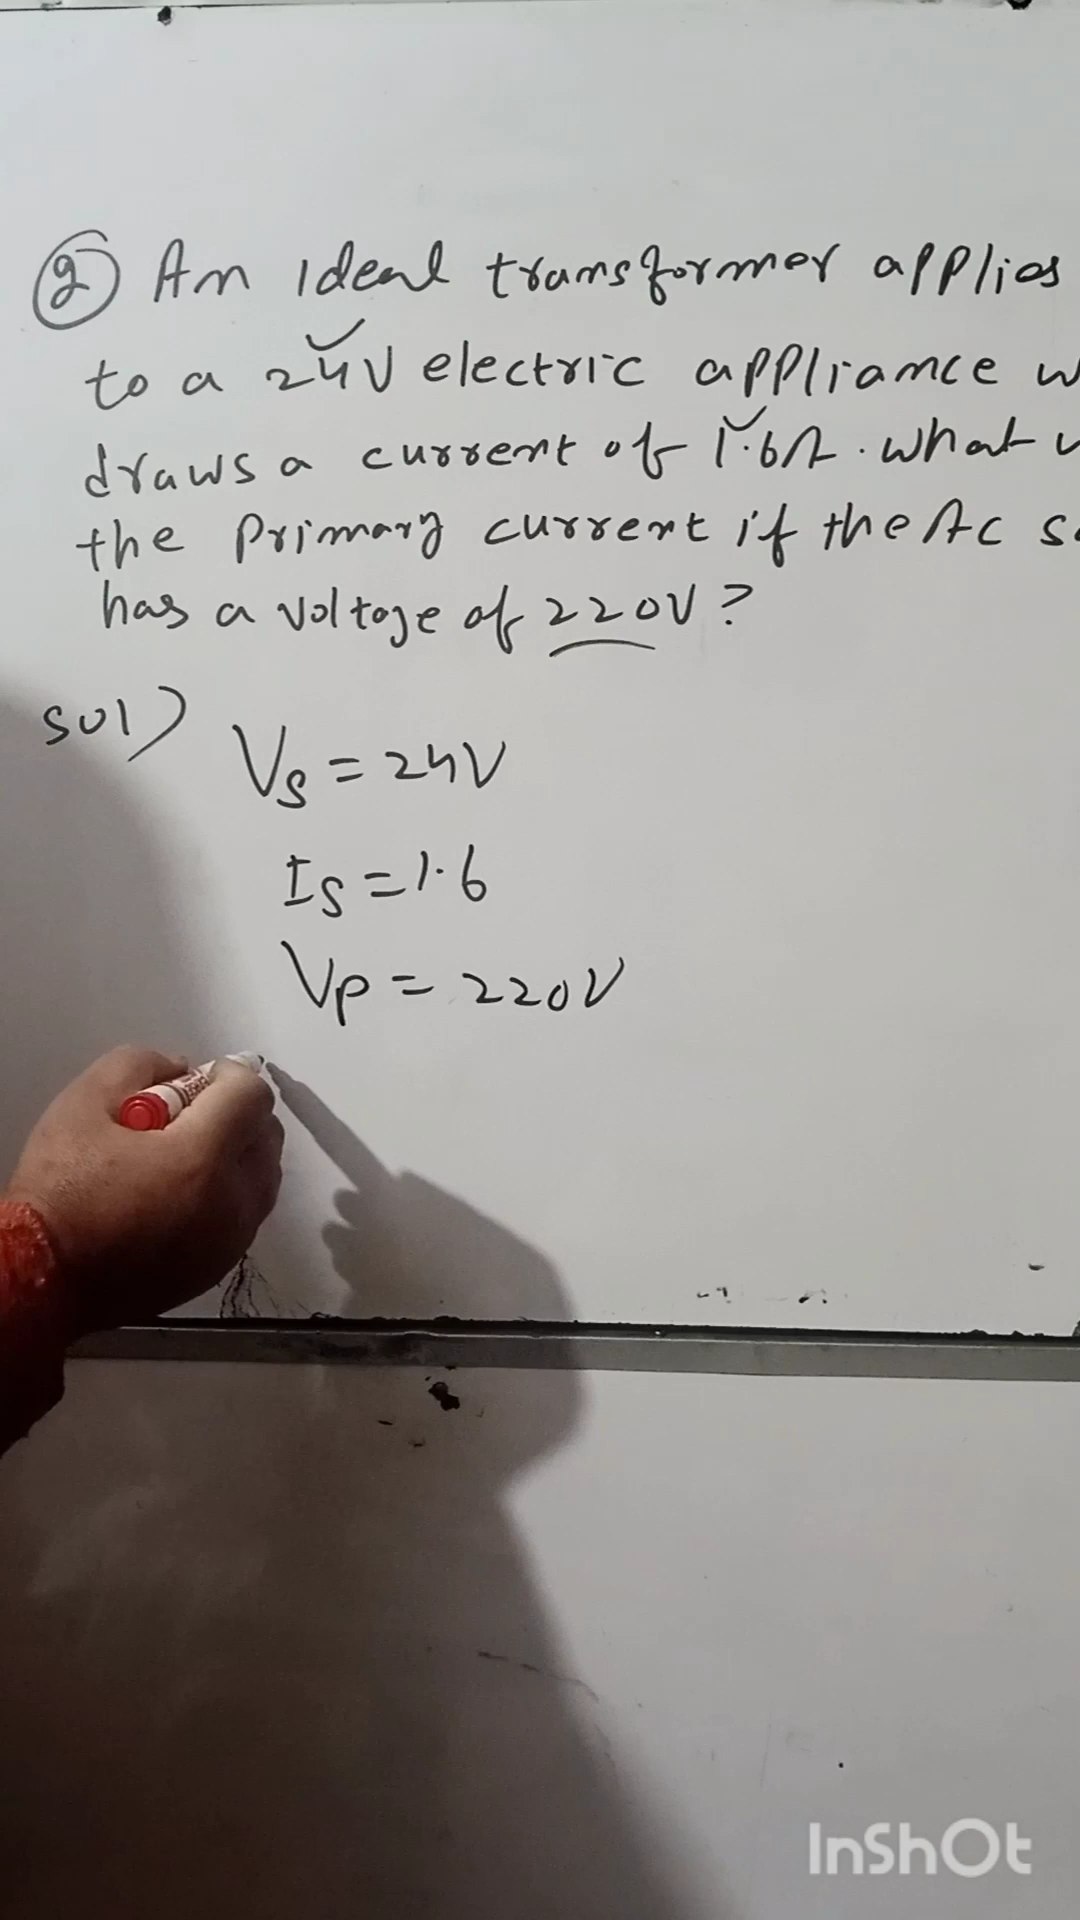 2 An ideal transformer applies
to a 24V electric appliance
draws a current of 1.6A. what
the Primary current if the AC
has a voltage of 220V?
Sol)
Vs = 24V
Is = 1.6
Vp = 220V
InShOt